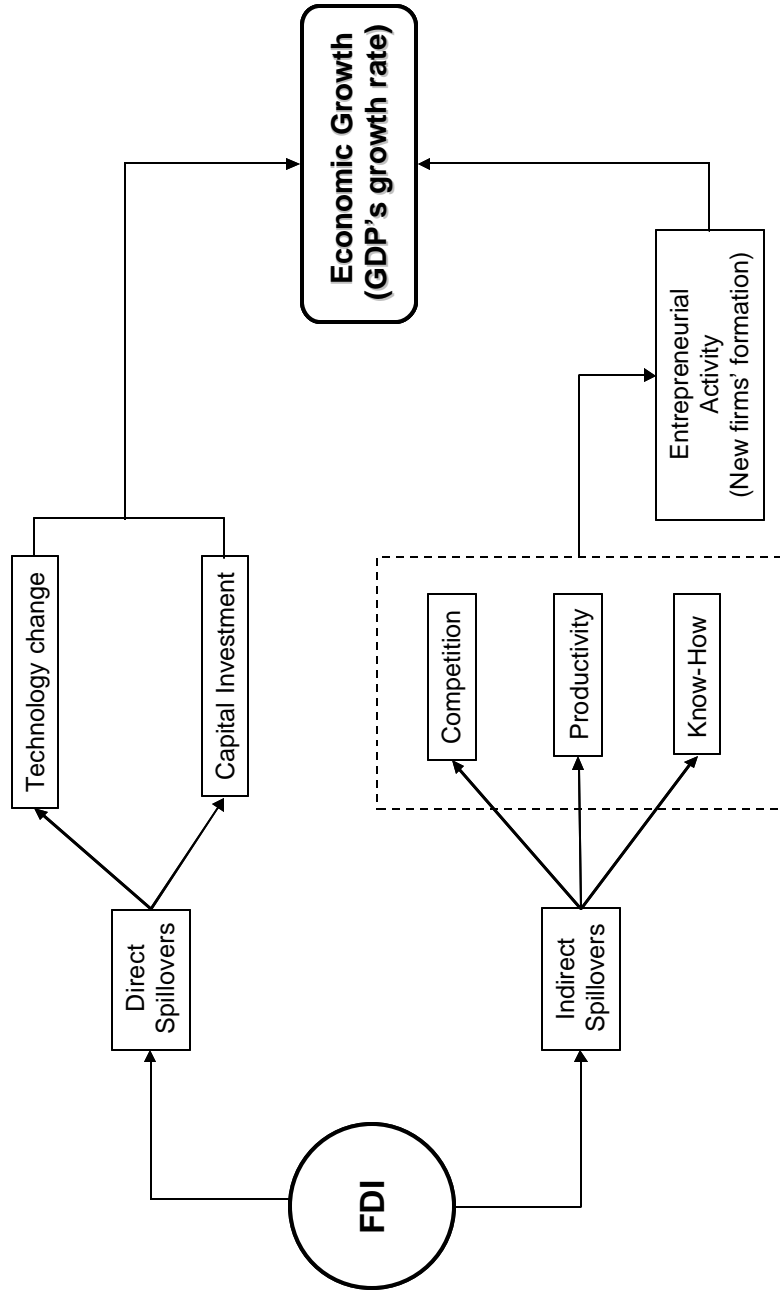 FDI
Direct
Spillovers
Technology change
Capital Investment
Indirect
Spillovers
Competition
Productivity
Know-How
Entrepreneurial
Activity
(New firms' formation)
Economic Growth
(GDP's growth rate)